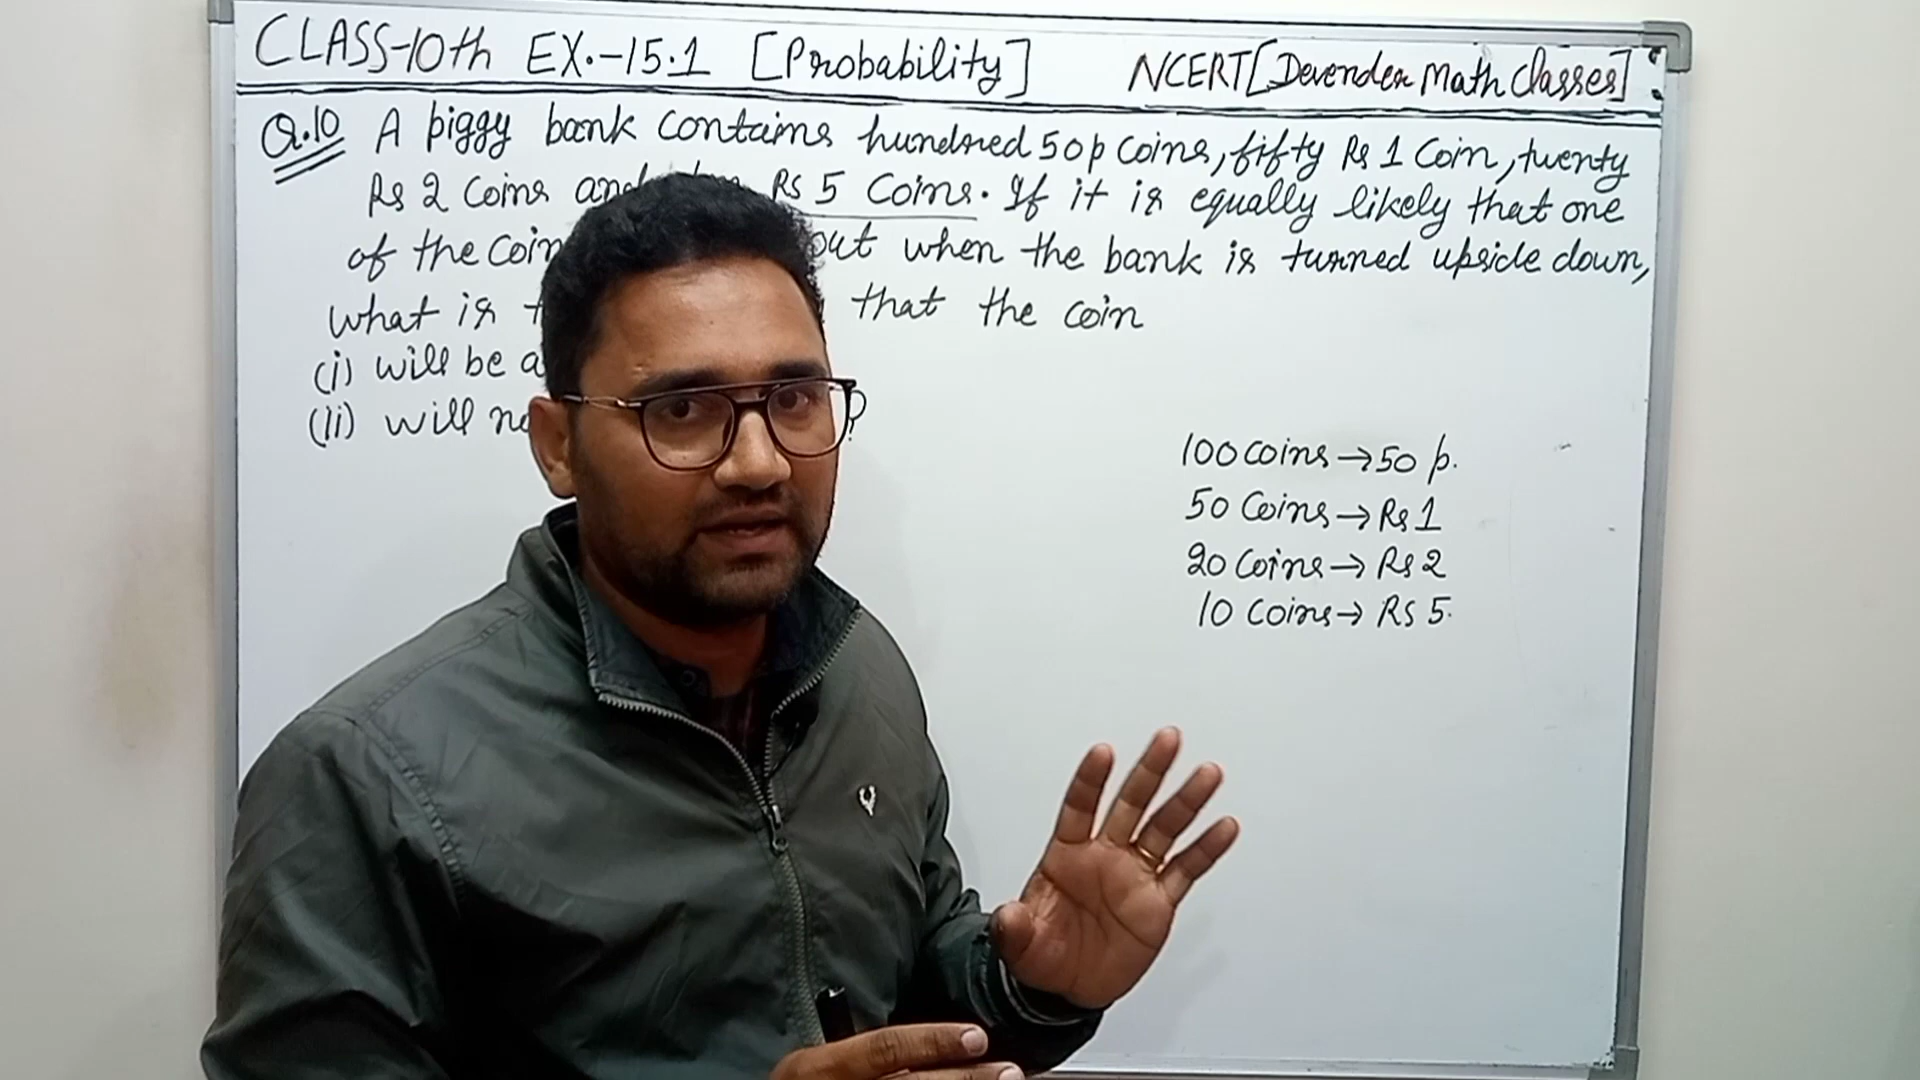 CLASS-10th EX.-15.1 [Probability] NCERT[Devender Math Classes]
Q.10 A piggy bank contains hundred 50p coins, fifty Rs 1 Coin, twenty
Rs 2 Coins and Rs 5 Coins. If it is equally likely that one
of the Coin out when the bank is turned upside down,
What is that the coin
(i) will be a
(ii) will no ?
100 coins → 50 p.
50 Coins → Rs 1
20 Coins → Rs 2
10 Coins → Rs 5.